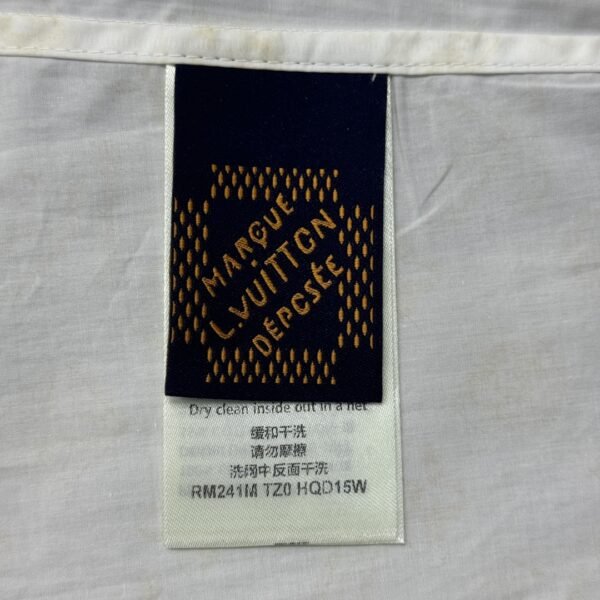 MARQUE
L.VUITTON
DÉPOSÉE
Dry clean inside out in a net
缓和干洗
请勿摩擦
洗网中反面干洗
RM241M TZ0 HQD15W